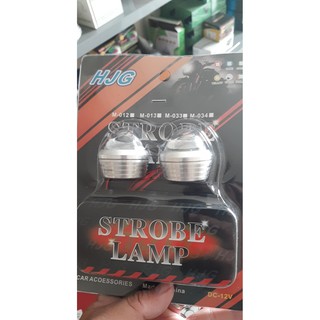 HJG
M-012 M-013 M-033 M-034
STROBE
STROBE
LAMP
CAR ACCESSORIES
DC-12V